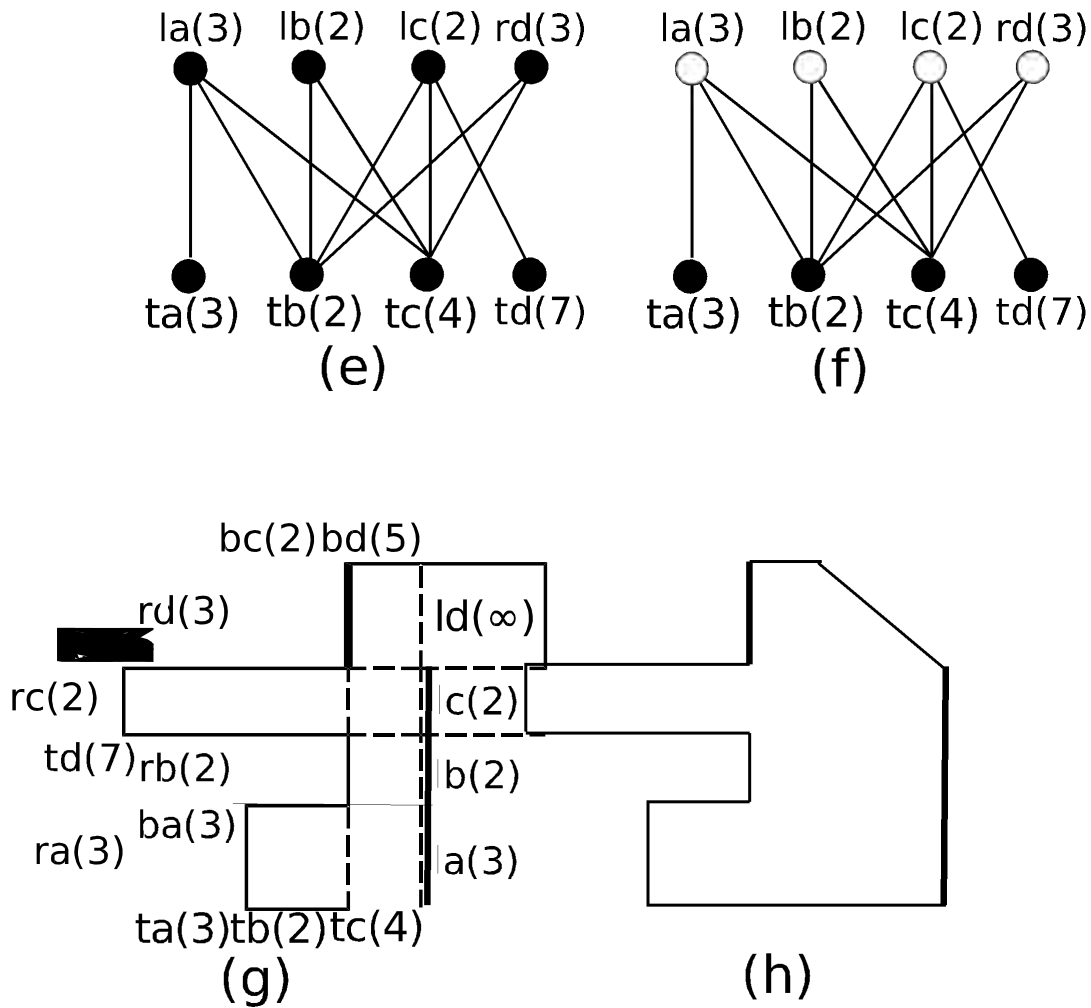 la(3) lb(2) lc(2) rd(3) la(3) lb(2) lc(2) rd(3)
ta(3) tb(2) tc(4) td(7) ta(3) tb(2) tc(4) td(7)
(e) (f)
bc(2) bd(5)
rd(3) ld(∞)
rc(2) lc(2)
td(7) rb(2) lb(2)
ba(3)
ra(3) la(3)
ta(3) tb(2) tc(4)
(g) (h)